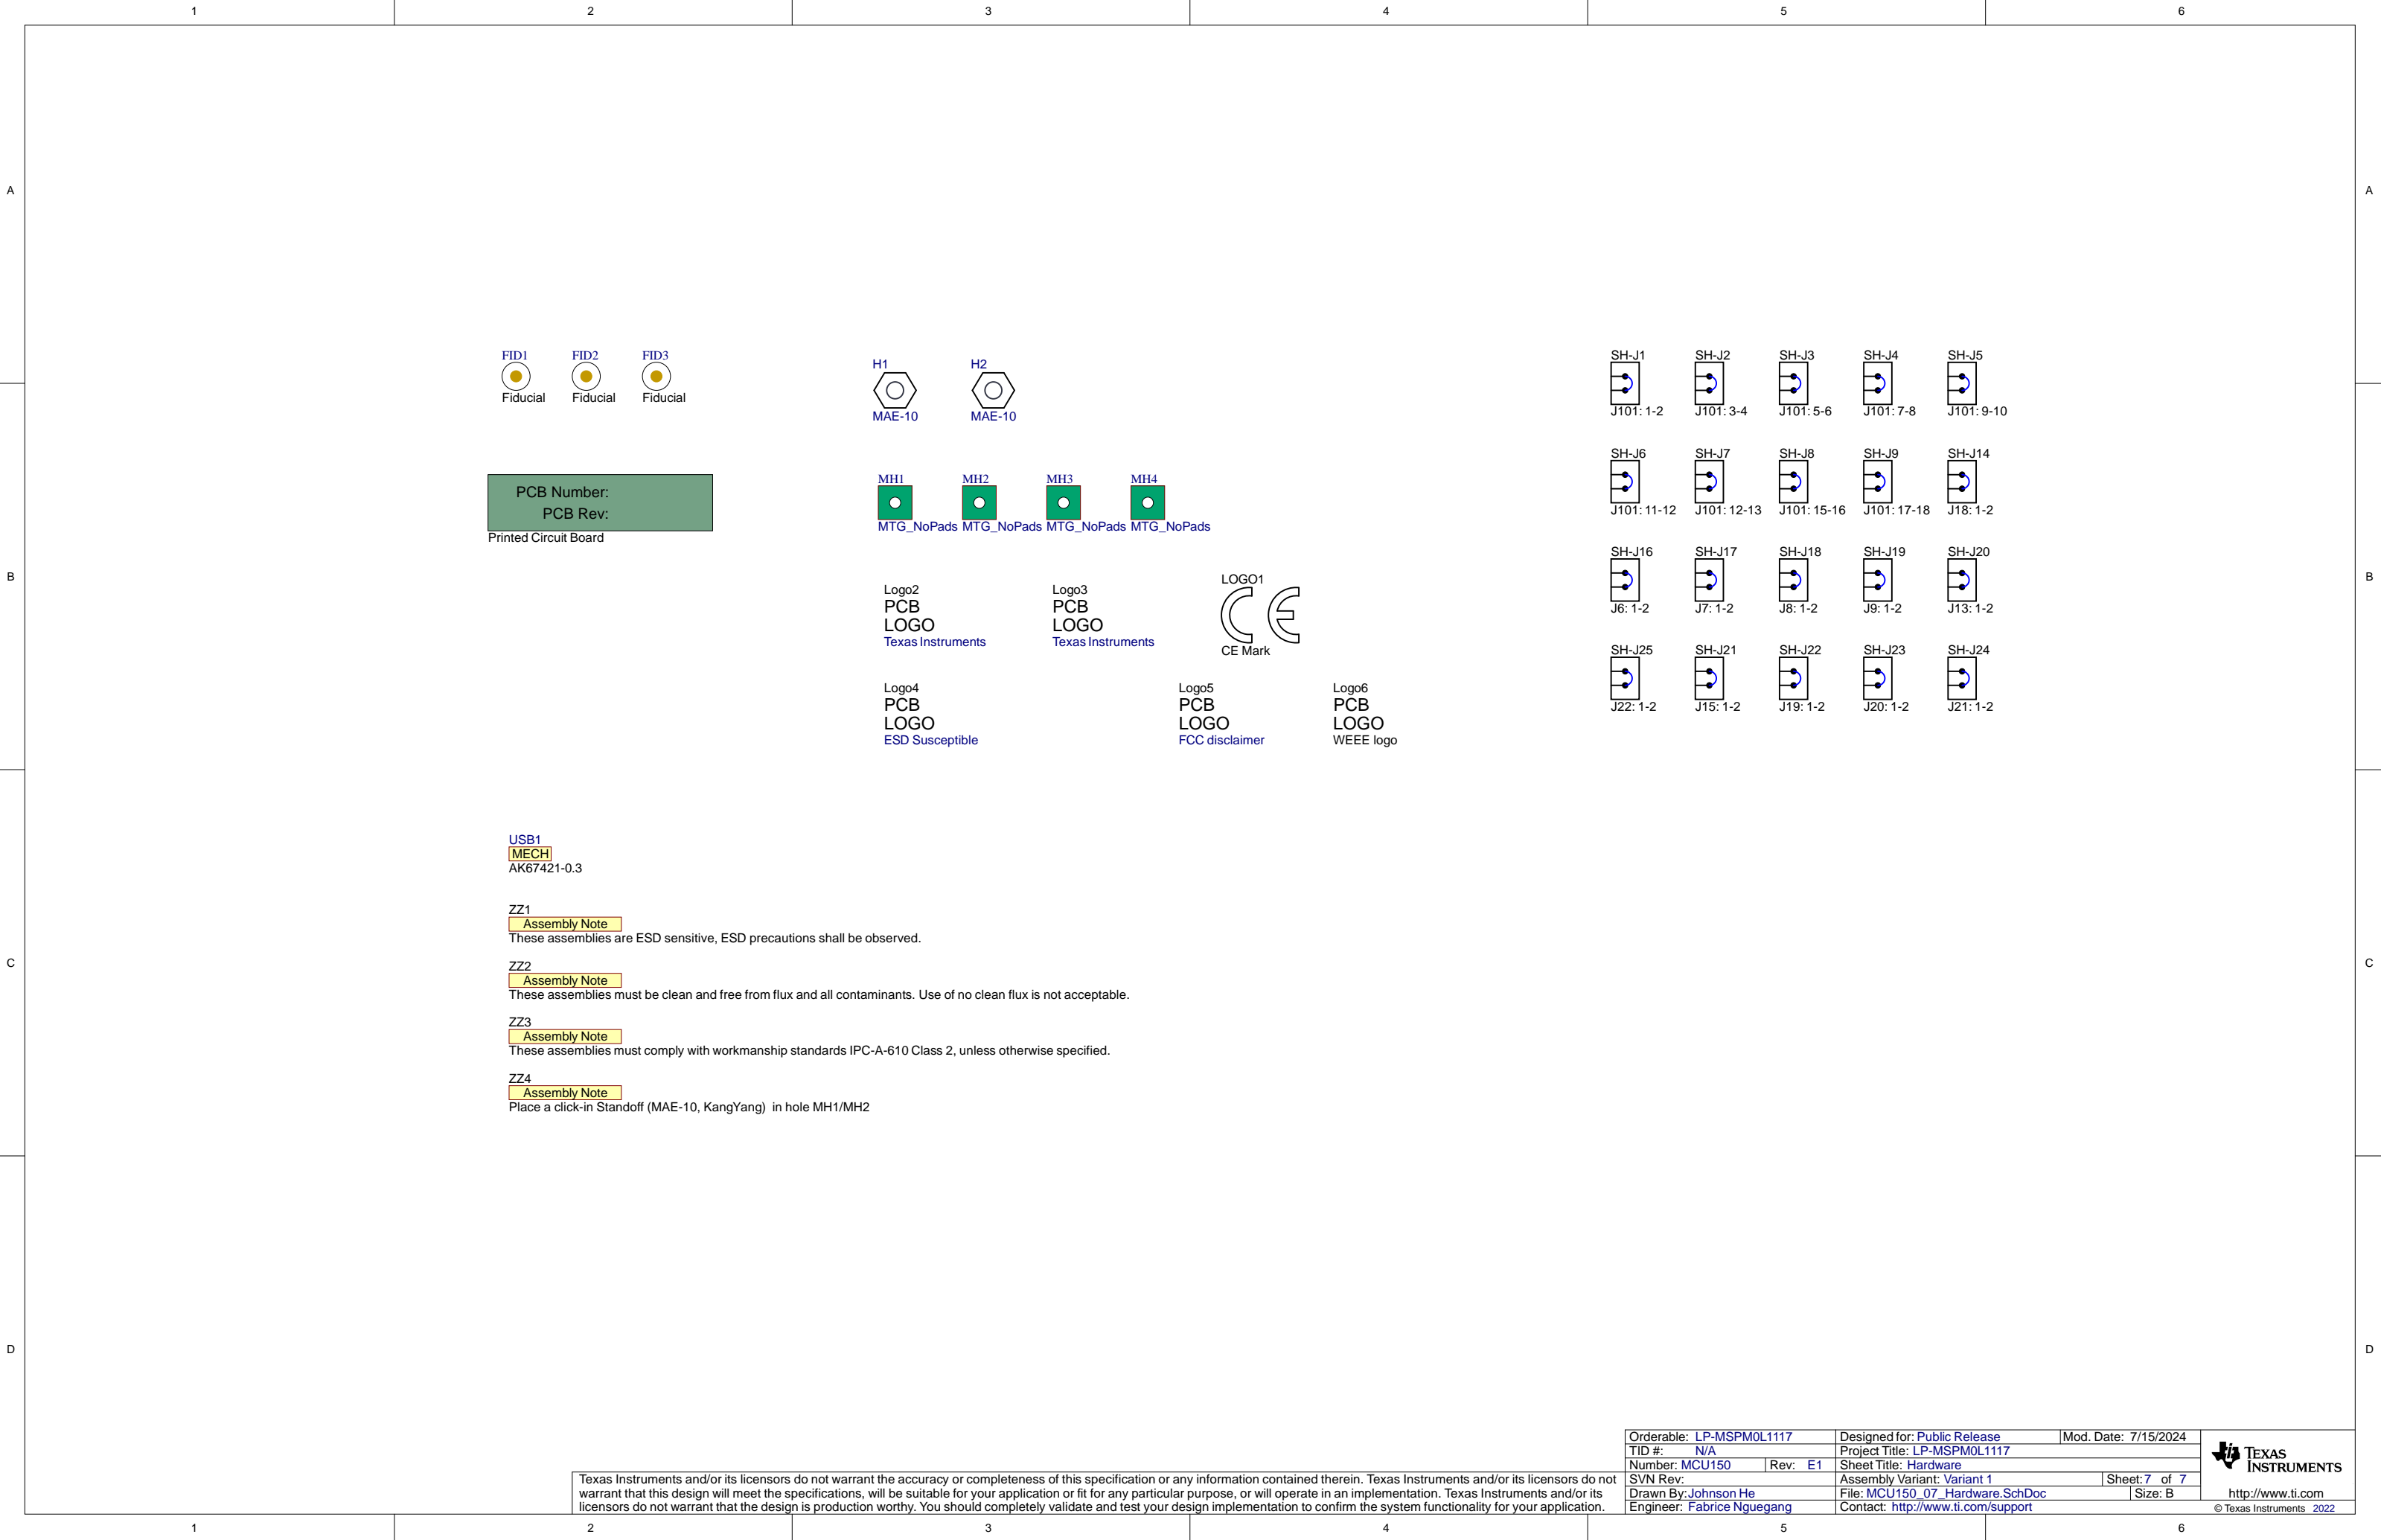 1 2 3 4 5 6
A A
FID1 FID2 FID3
Fiducial Fiducial Fiducial
H1 H2
MAE-10 MAE-10
SH-J1 SH-J2 SH-J3 SH-J4 SH-J5
J101: 1-2 J101: 3-4 J101: 5-6 J101: 7-8 J101: 9-10
PCB Number:
PCB Rev:
Printed Circuit Board
MH1 MH2 MH3 MH4
MTG_NoPads MTG_NoPads MTG_NoPads MTG_NoPads
SH-J6 SH-J7 SH-J8 SH-J9 SH-J14
J101: 11-12 J101: 12-13 J101: 15-16 J101: 17-18 J18: 1-2
B B
Logo2 Logo3 LOGO1
PCB PCB
LOGO LOGO CE
Texas Instruments Texas Instruments
CE Mark
SH-J16 SH-J17 SH-J18 SH-J19 SH-J20
J6: 1-2 J7: 1-2 J8: 1-2 J9: 1-2 J13: 1-2
Logo4 Logo5 Logo6
PCB PCB PCB
LOGO LOGO LOGO
ESD Susceptible FCC disclaimer WEEE logo
SH-J25 SH-J21 SH-J22 SH-J23 SH-J24
J22: 1-2 J15: 1-2 J19: 1-2 J20: 1-2 J21: 1-2
USB1
MECH
AK67421-0.3
ZZ1
Assembly Note
These assemblies are ESD sensitive, ESD precautions shall be observed.
C C
ZZ2
Assembly Note
These assemblies must be clean and free from flux and all contaminants. Use of no clean flux is not acceptable.
ZZ3
Assembly Note
These assemblies must comply with workmanship standards IPC-A-610 Class 2, unless otherwise specified.
ZZ4
Assembly Note
Place a click-in Standoff (MAE-10, KangYang) in hole MH1/MH2
D D
Texas Instruments and/or its licensors do not warrant the accuracy or completeness of this specification or any information contained therein. Texas Instruments and/or its licensors do not
warrant that this design will meet the specifications, will be suitable for your application or fit for any particular purpose, or will operate in an implementation. Texas Instruments and/or its
licensors do not warrant that the design is production worthy. You should completely validate and test your design implementation to confirm the system functionality for your application.
Orderable: LP-MSPM0L1117 Designed for: Public Release Mod. Date: 7/15/2024
TID #: N/A Project Title: LP-MSPM0L1117
Number: MCU150 Rev: E1 Sheet Title: Hardware
SVN Rev: Assembly Variant: Variant 1 Sheet: 7 of 7
Drawn By: Johnson He File: MCU150_07_Hardware.SchDoc Size: B
Engineer: Fabrice Nguegang Contact: http://www.ti.com/support
TEXAS
INSTRUMENTS
http://www.ti.com
© Texas Instruments 2022
1 2 3 4 5 6